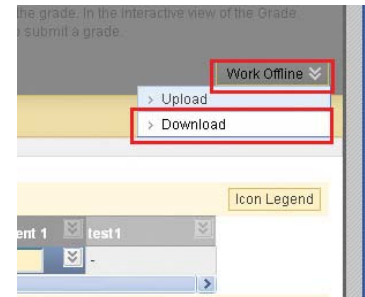 the grade. In the interactive view of the Grade
submit a grade.
Work Offline
> Upload
> Download
Icon Legend
ent 1 test1
-